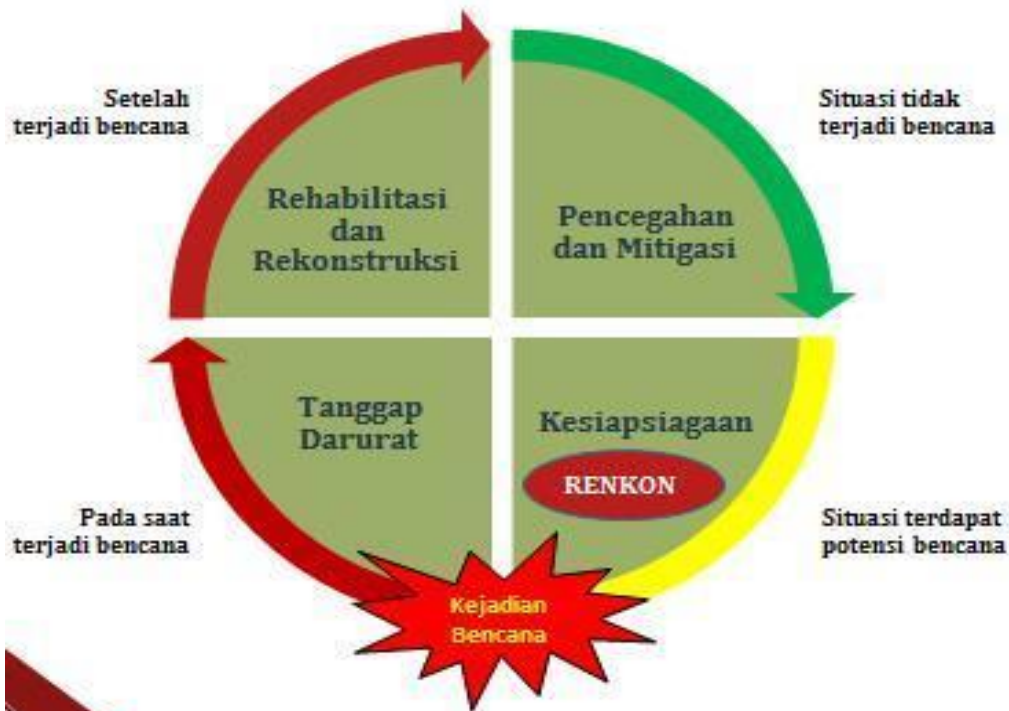 Setelah
terjadi bencana
Situasi tidak
terjadi bencana
Rehabilitasi
dan
Rekonstruksi
Pencegahan
dan Mitigasi
Tanggap
Darurat
Kesiapsiagaan
RENKON
Pada saat
terjadi bencana
Situasi terdapat
potensi bencana
Kejadian
Bencana